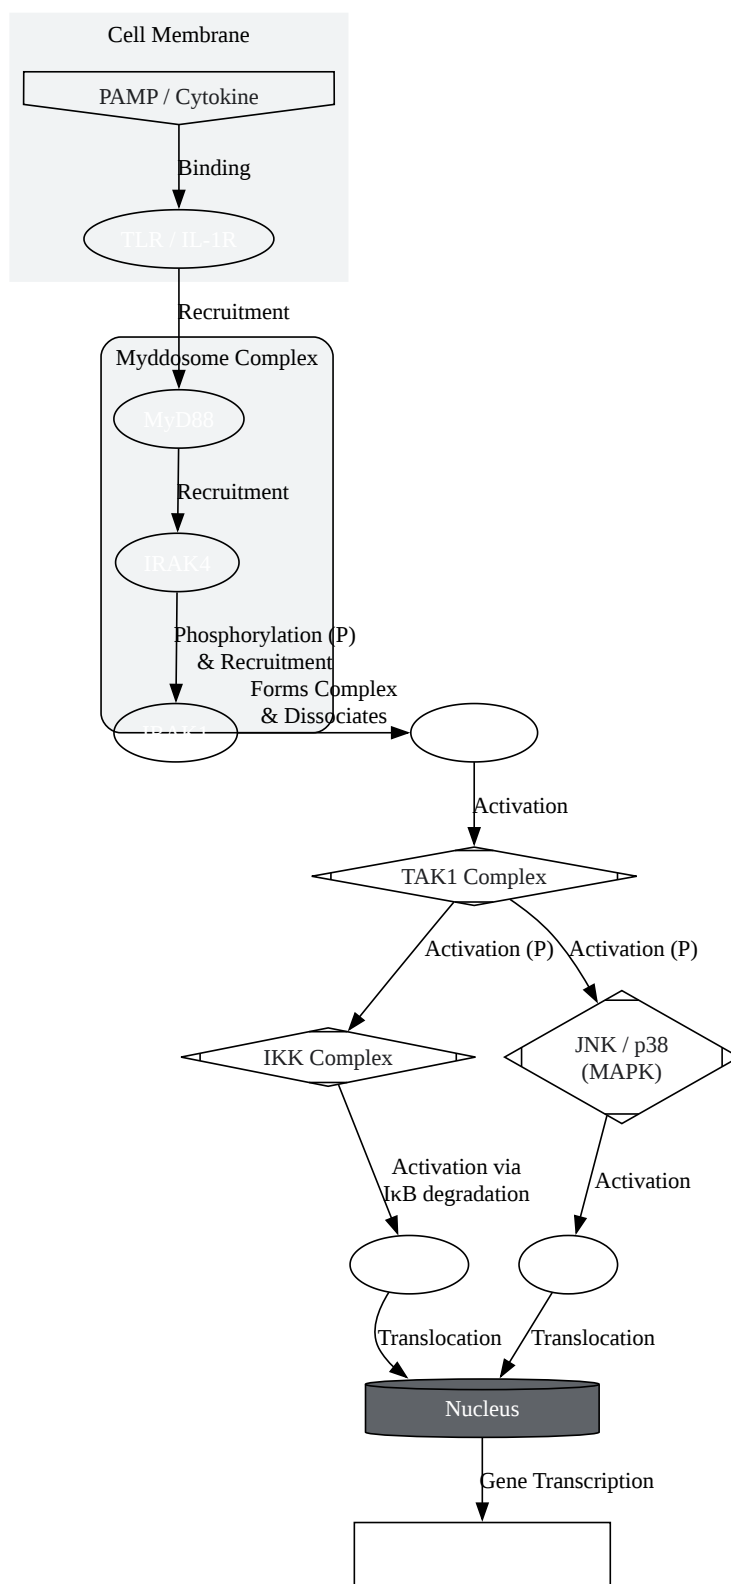 Cell Membrane
PAMP / Cytokine
Binding
TLR / IL-1R
Recruitment
Myddosome Complex
MyD88
Recruitment
IRAK4
Phosphorylation (P)
& Recruitment
Forms Complex
& Dissociates
Activation
TAK1 Complex
Activation (P)
Activation (P)
IKK Complex
JNK / p38
(MAPK)
Activation via
IκB degradation
Activation
Translocation
Translocation
Nucleus
Gene Transcription